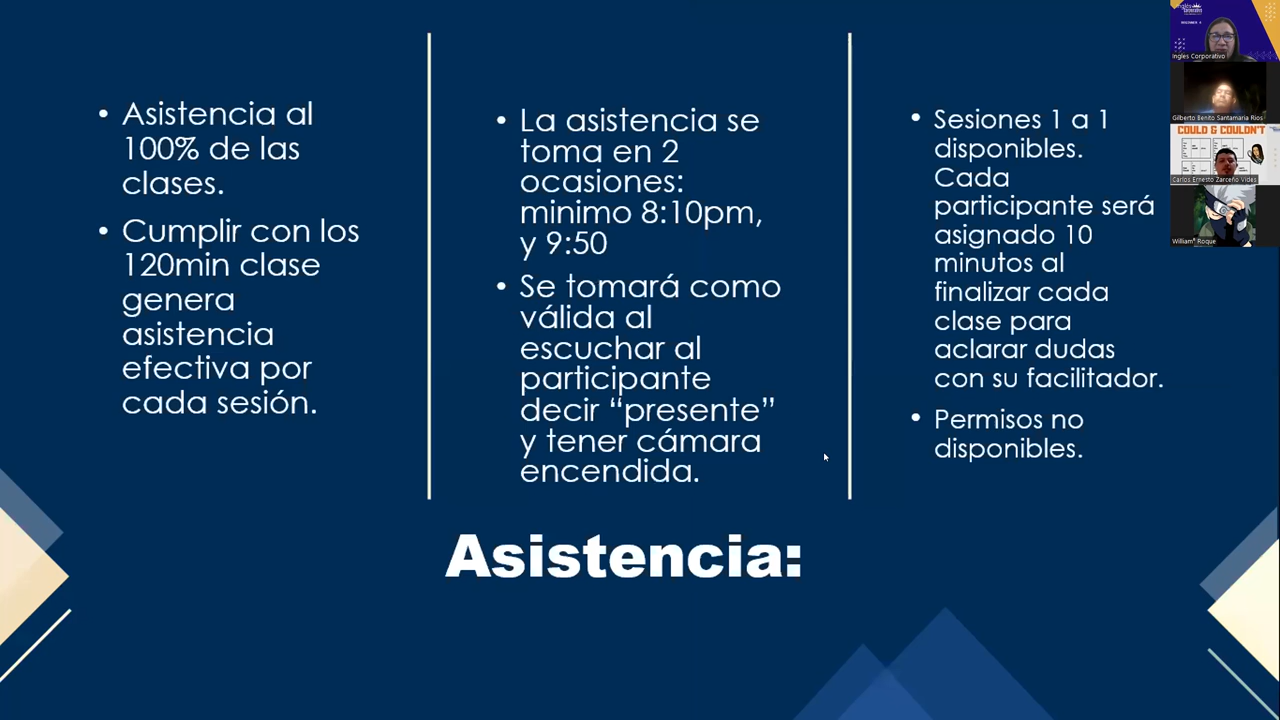 • Asistencia al
100% de las
clases.
• Cumplir con los
120min clase
genera
asistencia
efectiva por
cada sesión.
• La asistencia se
toma en 2
ocasiones:
minimo 8:10pm,
y 9:50
• Se tomará como
válida al
escuchar al
participante
decir “presente”
y tener cámara
encendida.
• Sesiones 1 a 1
disponibles.
Cada
participante será
asignado 10
minutos al
finalizar cada
clase para
aclarar dudas
con su facilitador.
• Permisos no
disponibles.
Asistencia:
Ingles Corporativo
Gilberto Benito Santamaria Rios
COULD & COULDN'T
Carlos Ernesto Zarceño Vides
William* Roque